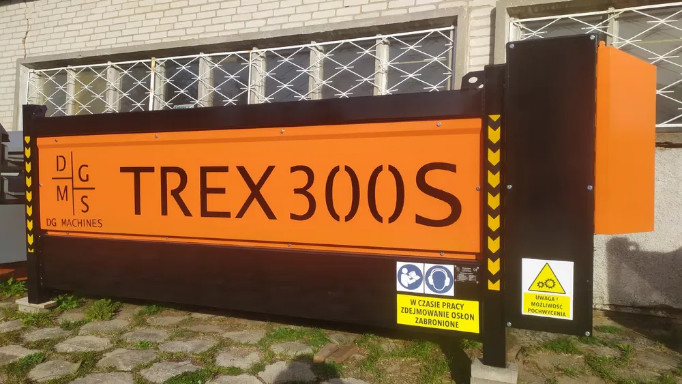 D G
M S
DG MACHINES
TREX300S
W CZASIE PRACY
ZDEJMOWANIE OSŁON
ZABRONIONE
UWAGA!
MOŻLIWOŚĆ
POCHWYCENIA